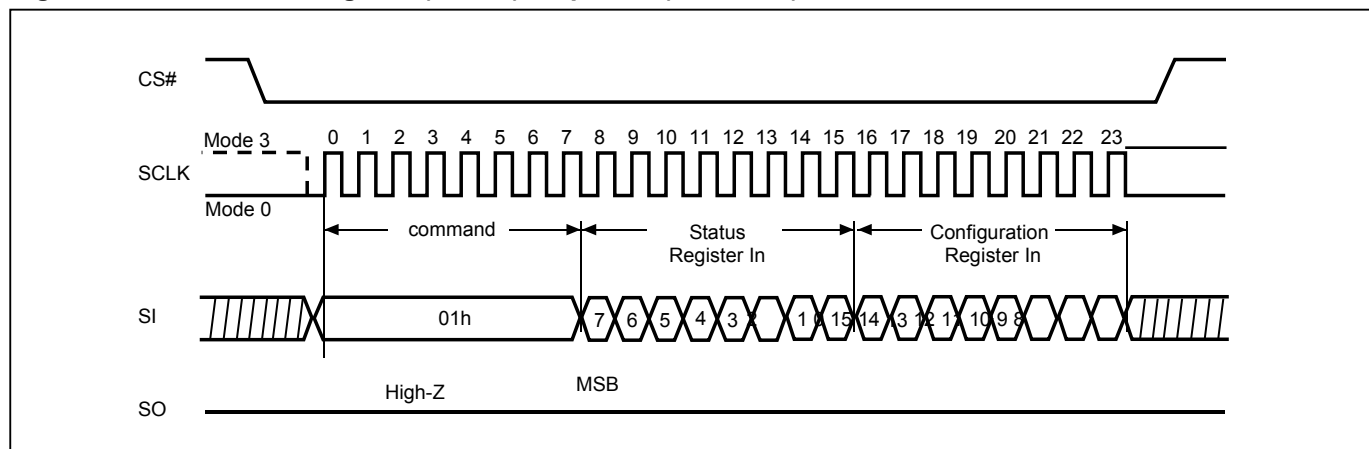 CS#
Mode 3 0 1 2 3 4 5 6 7 8 9 10 11 12 13 14 15 16 17 18 19 20 21 22 23
SCLK
Mode 0
command Status Configuration
Register In Register In
SI 01h 7 6 5 4 3 2 1 0 15 14 13 12 11 10 9 8
High-Z MSB
SO